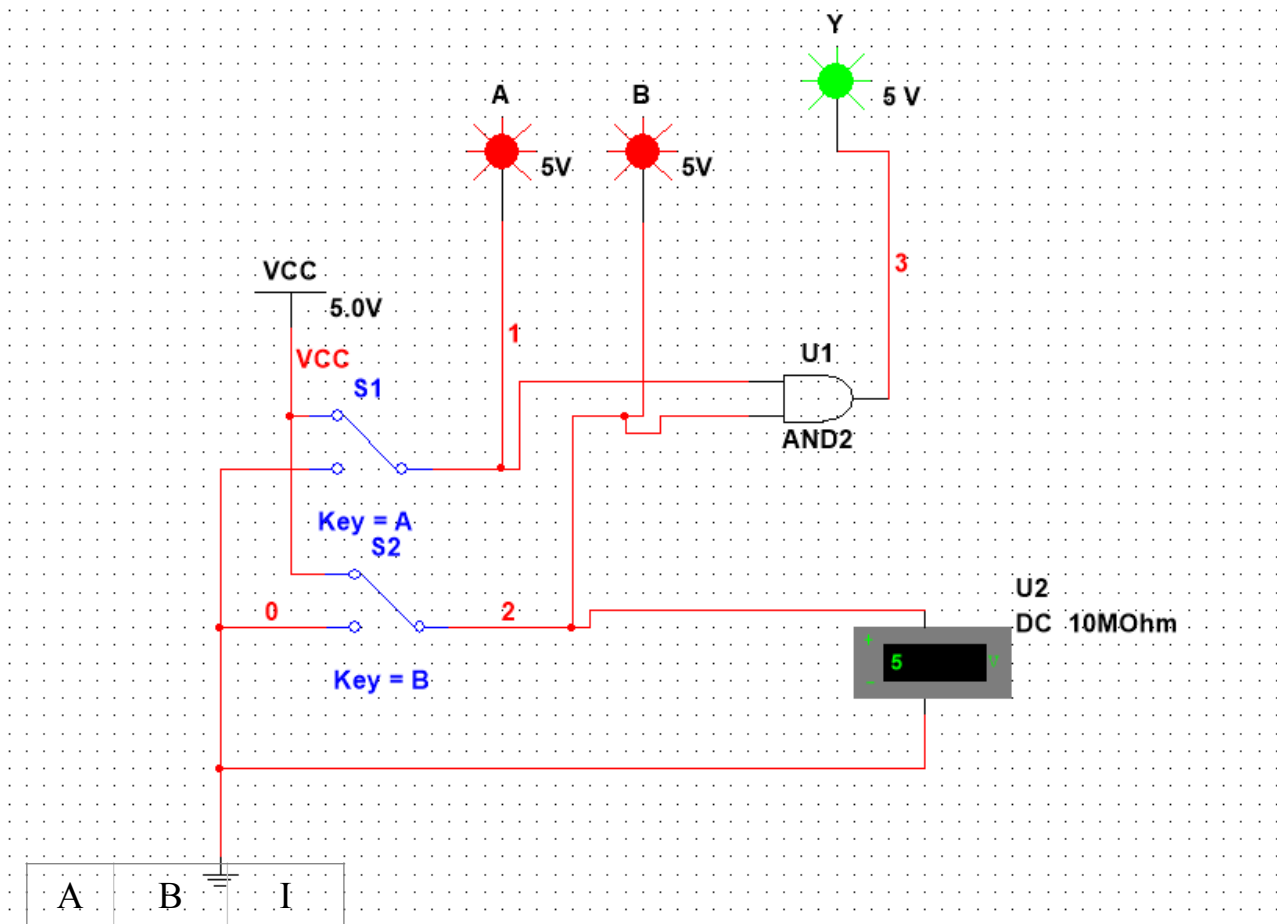 Y
5 V
A
B
5V
5V
3
VCC
5.0V
1
VCC
U1
S1
AND2
Key = A
S2
U2
0
2
DC 10MOhm
+
5
V
-
Key = B
A B I